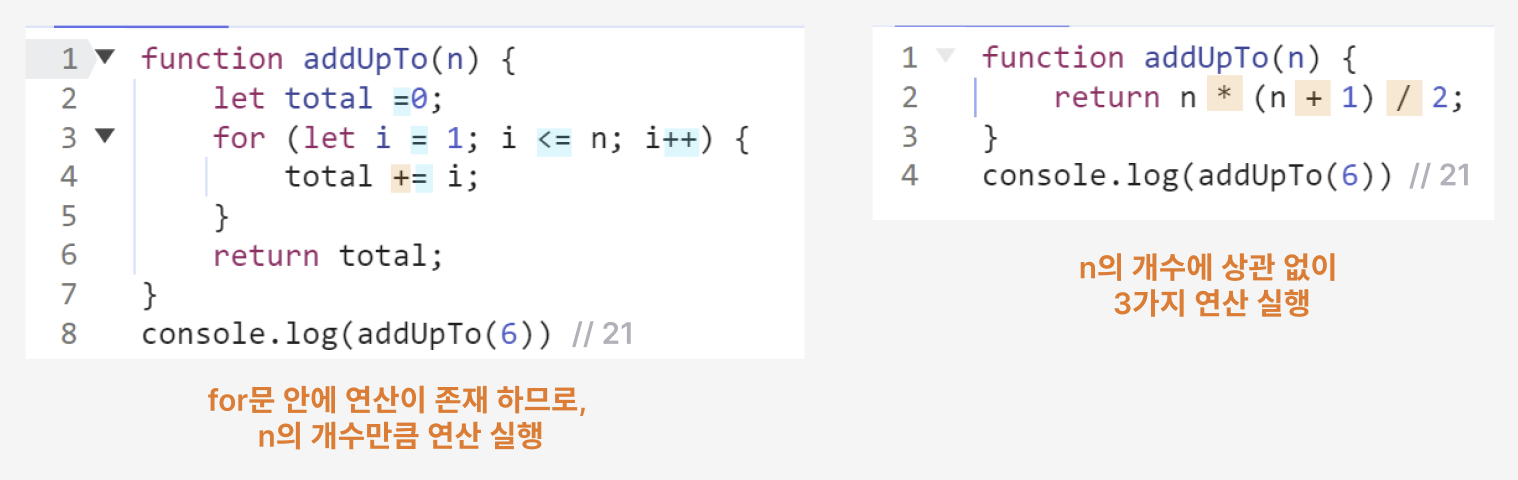 1 function addUpTo(n) {
2 let total =0;
3 for (let i = 1; i <= n; i++) {
4 total += i;
5 }
6 return total;
7 }
8 console.log(addUpTo(6)) // 21
for문 안에 연산이 존재 하므로,
n의 개수만큼 연산 실행
1 function addUpTo(n) {
2 return n * (n + 1) / 2;
3 }
4 console.log(addUpTo(6)) // 21
n의 개수에 상관 없이
3가지 연산 실행